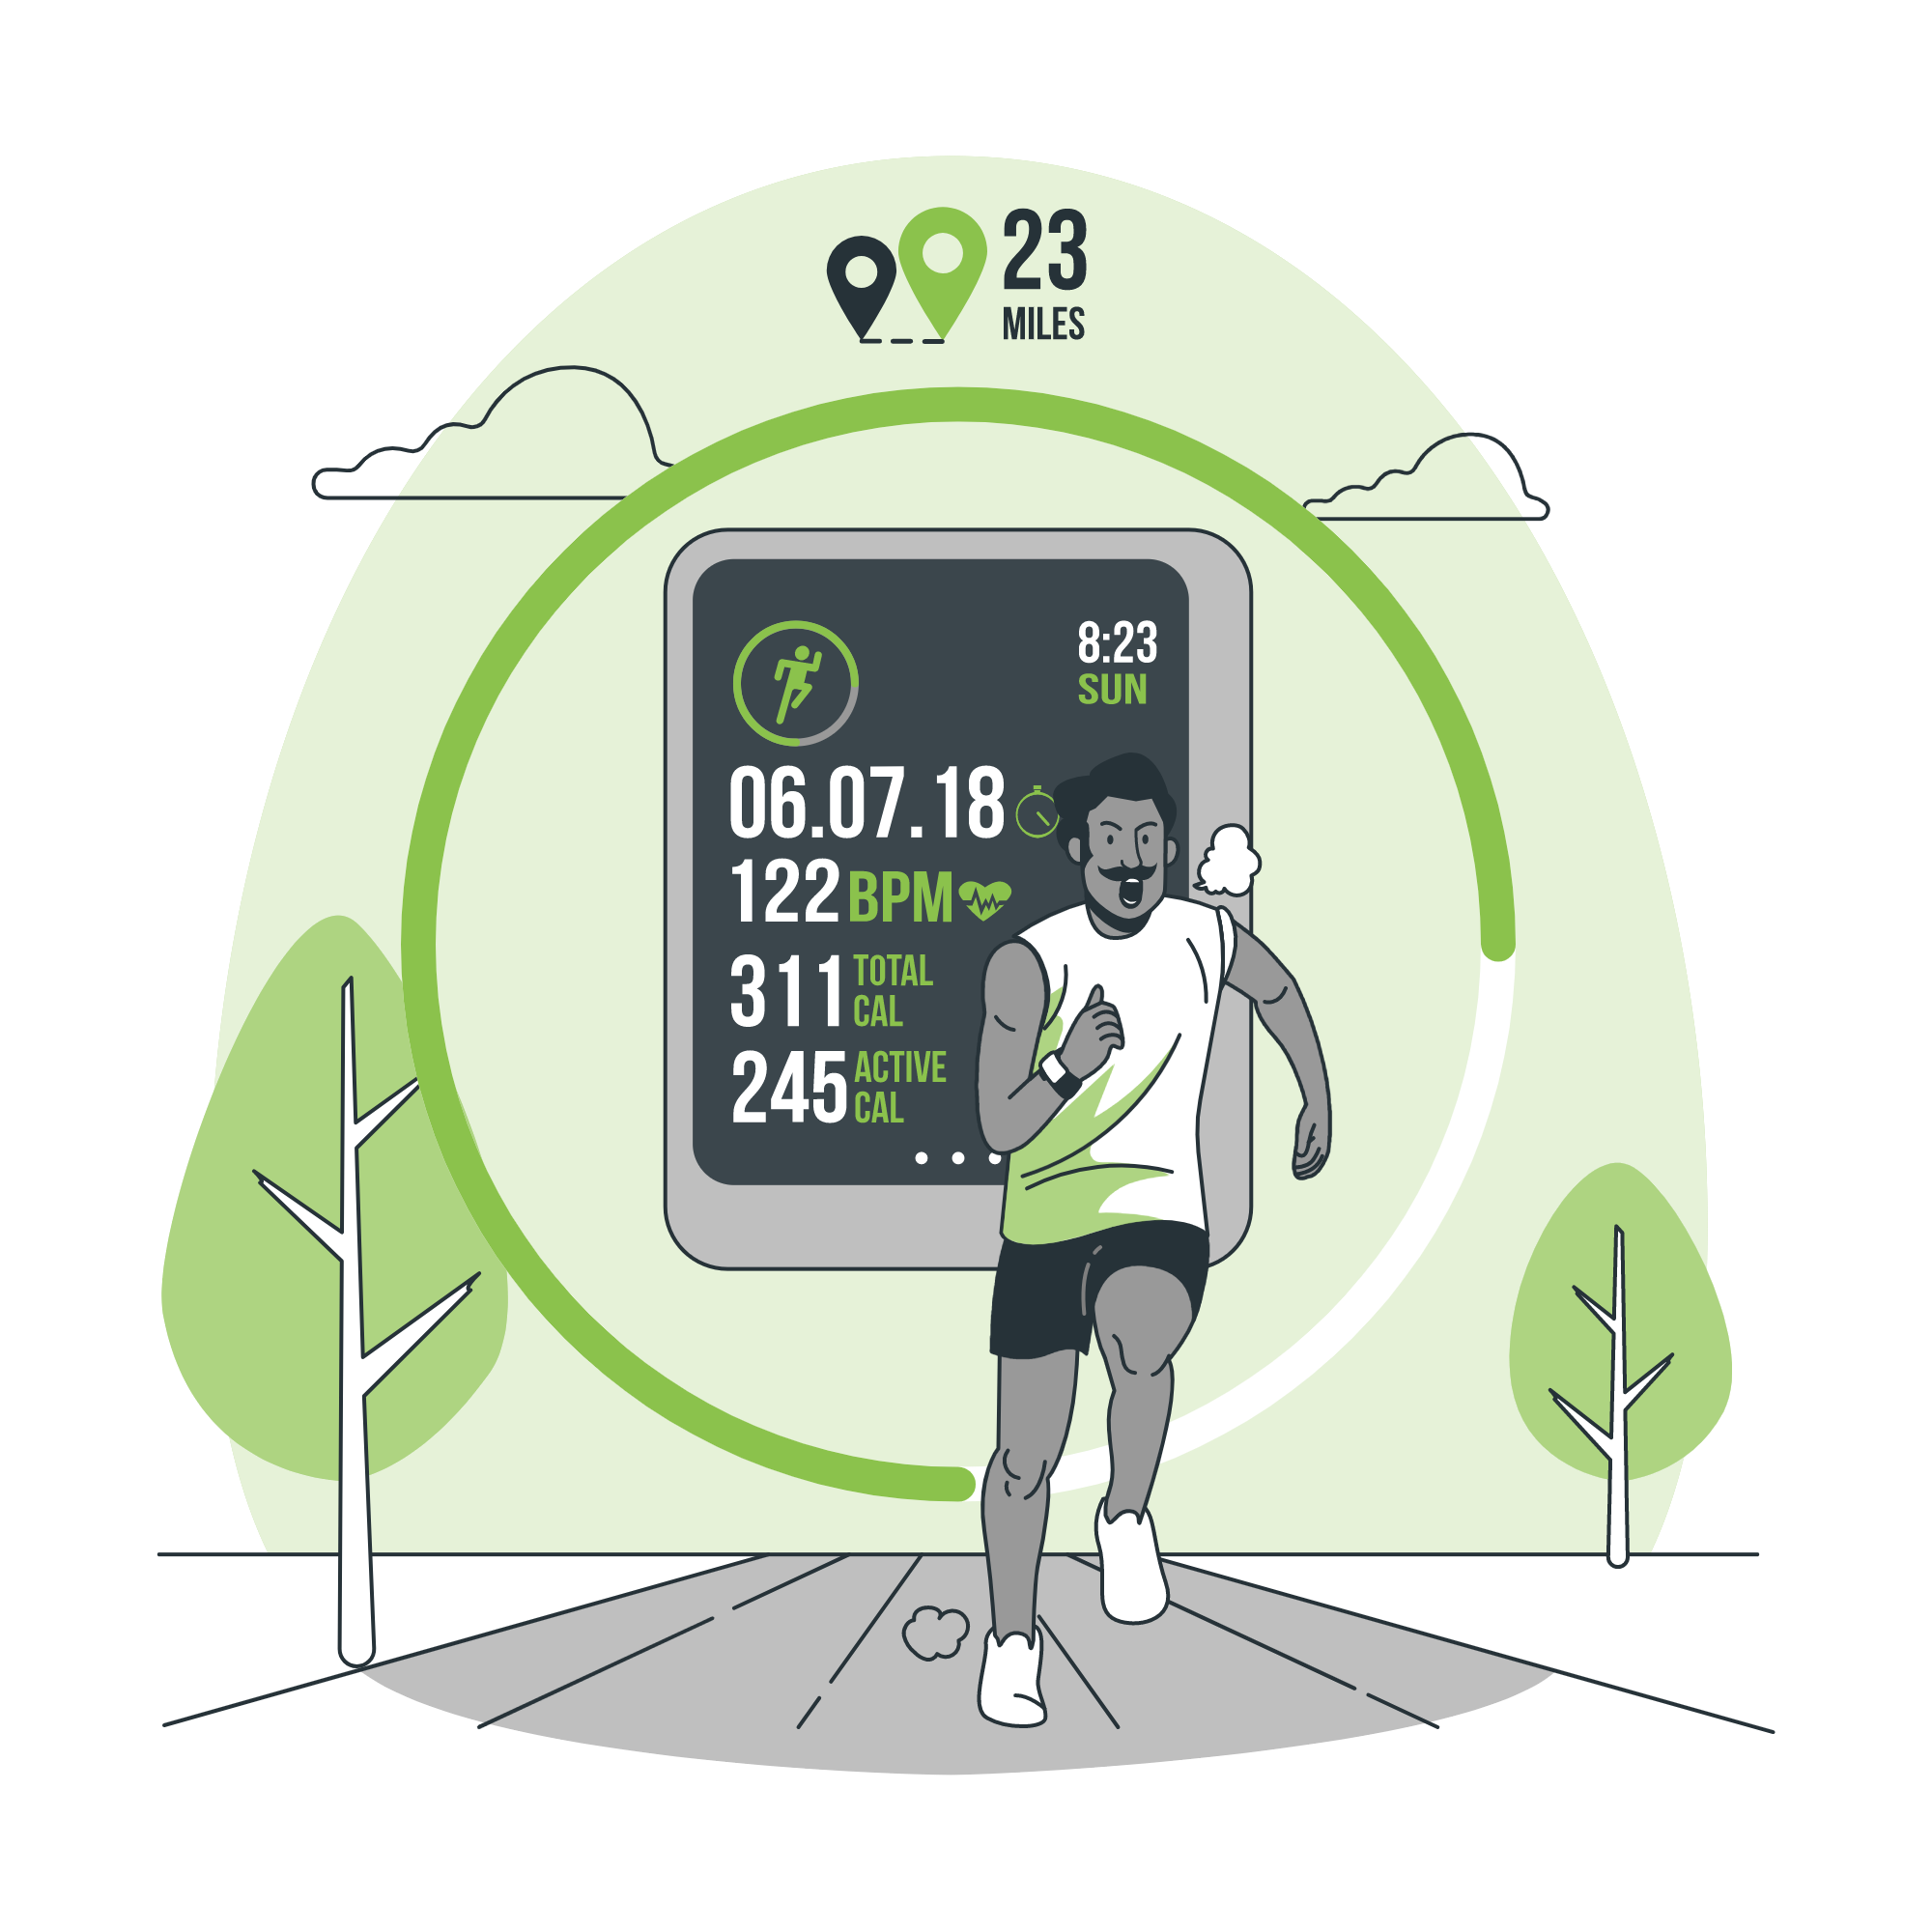 23
MILES
8:23
SUN
06.07.18
122 BPM
311 TOTAL
CAL
245 ACTIVE
CAL